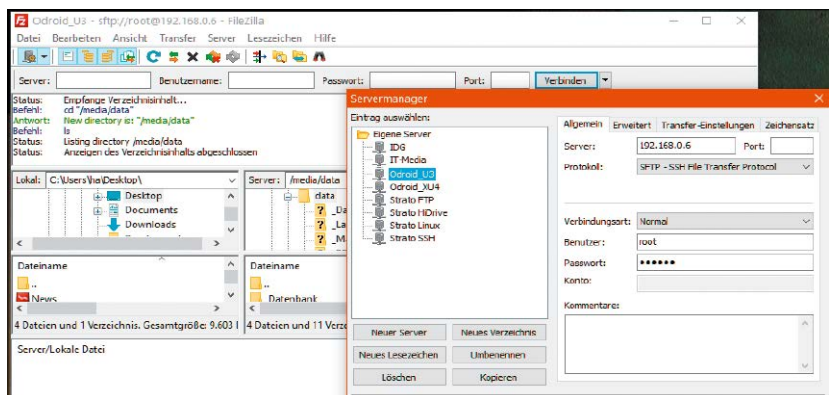 Odroid_U3 - sftp://root@192.168.0.6 - FileZilla
Datei Bearbeiten Ansicht Transfer Server Lesezeichen Hilfe
Server: Benutzername: Passwort: Port: Verbinden
Status: Empfange Verzeichnisinhalt...
Befehl: cd "/media/data"
Antwort: New directory is: "/media/data"
Befehl: ls
Status: Listing directory /media/data
Status: Anzeigen des Verzeichnisinhalts abgeschlossen
Lokal: C:\Users\ha\Desktop\
Desktop
Documents
Downloads
Server: /media/data
data
? _Da
? _La
? _M
Dateiname
..
News
4 Dateien und 1 Verzeichnis. Gesamtgröße: 9.603
Dateiname
..
Datenbank
4 Dateien und 11 Verz
Server/Lokale Datei
Servermanager
Eintrag auswählen:
Eigene Server
IDG
IT-Media
Odroid_U3
Odroid_XU4
Strato FTP
Strato HDrive
Strato Linux
Strato SSH
Neuer Server Neues Verzeichnis
Neues Lesezeichen Umbenennen
Löschen Kopieren
Allgemein Erweitert Transfer-Einstellungen Zeichensatz
Server: 192.168.0.6 Port:
Protokol: SFTP - SSH File Transfer Protocol
Verbindungsart: Normal
Benutzer: root
Passwort: ●●●●●●
Konto:
Kommentare: